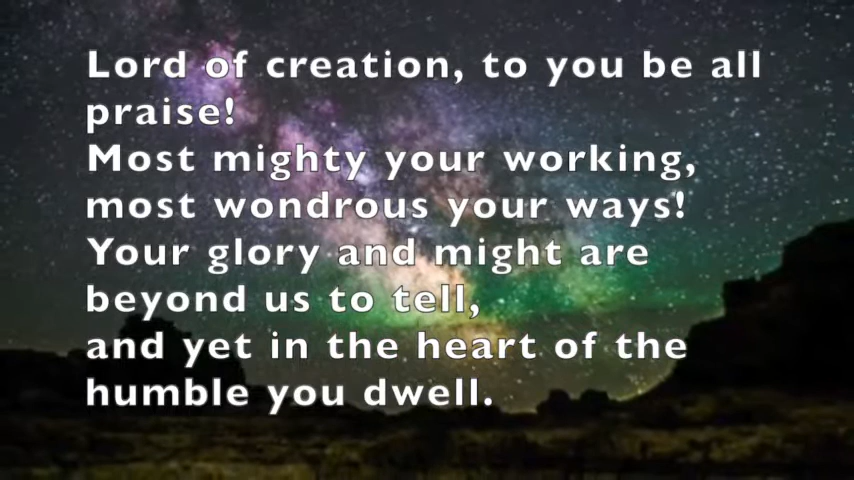 Lord of creation, to you be all
praise!
Most mighty your working,
most wondrous your ways!
Your glory and might are
beyond us to tell,
and yet in the heart of the
humble you dwell.